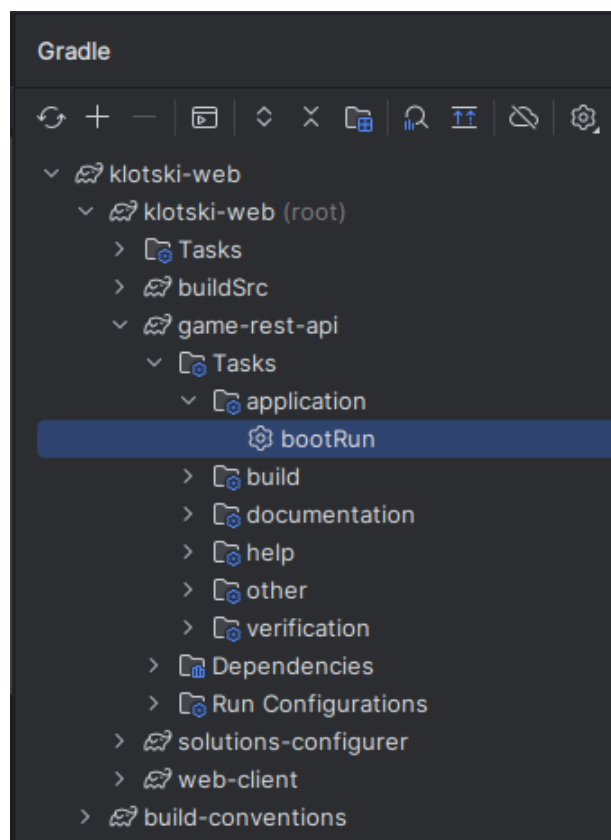 Gradle
klotski-web
klotski-web (root)
Tasks
buildSrc
game-rest-api
Tasks
application
bootRun
build
documentation
help
other
verification
Dependencies
Run Configurations
solutions-configurer
web-client
build-conventions